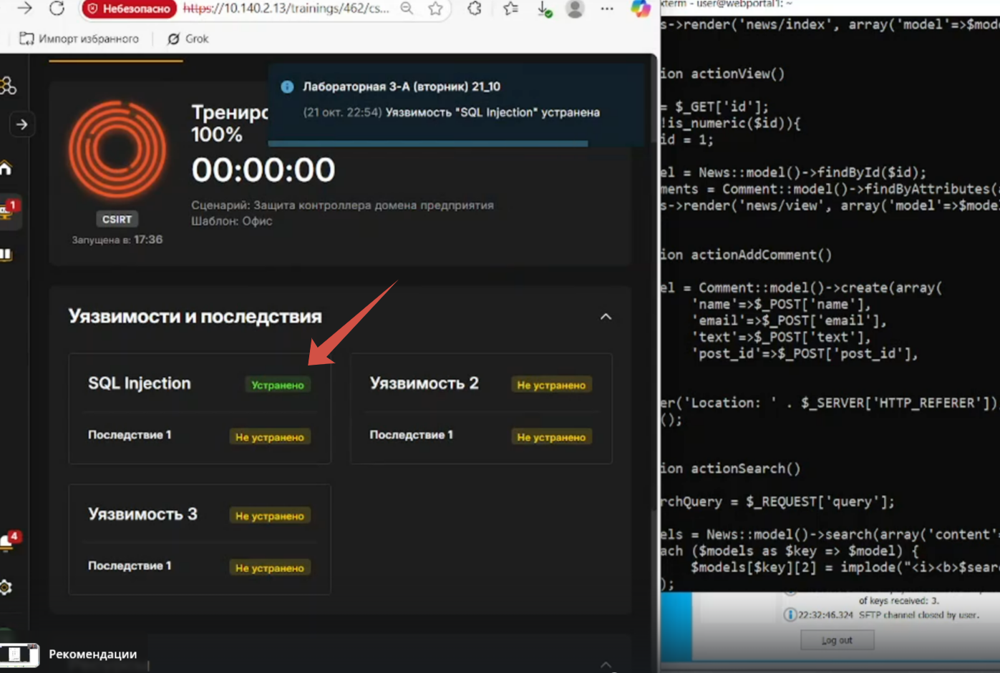 Небезопасно
https://10.140.2.13/trainings/462/cs...
Импорт избранного
Grok
Лабораторная 3-А (вторник) 21_10
(21 окт. 22:54) Уязвимость "SQL Injection" устранена
100%
00:00:00
Сценарий: Защита контроллера домена предприятия
Шаблон: Офис
CSIRT
Запущена в: 17:36
1
Уязвимости и последствия
SQL Injection
Устранено
Последствие 1
Не устранено
Уязвимость 2
Не устранено
Последствие 1
Не устранено
Уязвимость 3
Не устранено
Последствие 1
Не устранено
4
Рекомендации
xterm - user@webportal1: ~
s->render('news/index', array('model'=>$mod
ion actionView()
= $_GET['id'];
!is_numeric($id)){
id = 1;
el = News::model()->findById($id);
ments = Comment::model()->findByAttributes(
s->render('news/view', array('model'=>$mode
ion actionAddComment()
el = Comment::model()->create(array(
'name'=>$_POST['name'],
'email'=>$_POST['email'],
'text'=>$_POST['text'],
'post_id'=>$_POST['post_id'],
er('Location: ' . $_SERVER['HTTP_REFERER'])
();
ion actionSearch()
rchQuery = $_REQUEST['query'];
els = News::model()->search(array('content'
ach ($models as $key => $model) {
$models[$key][2] = implode("<i><b>$sear
);
of keys received: 3.
22:32:46.324 SFTP channel closed by user.
Log out